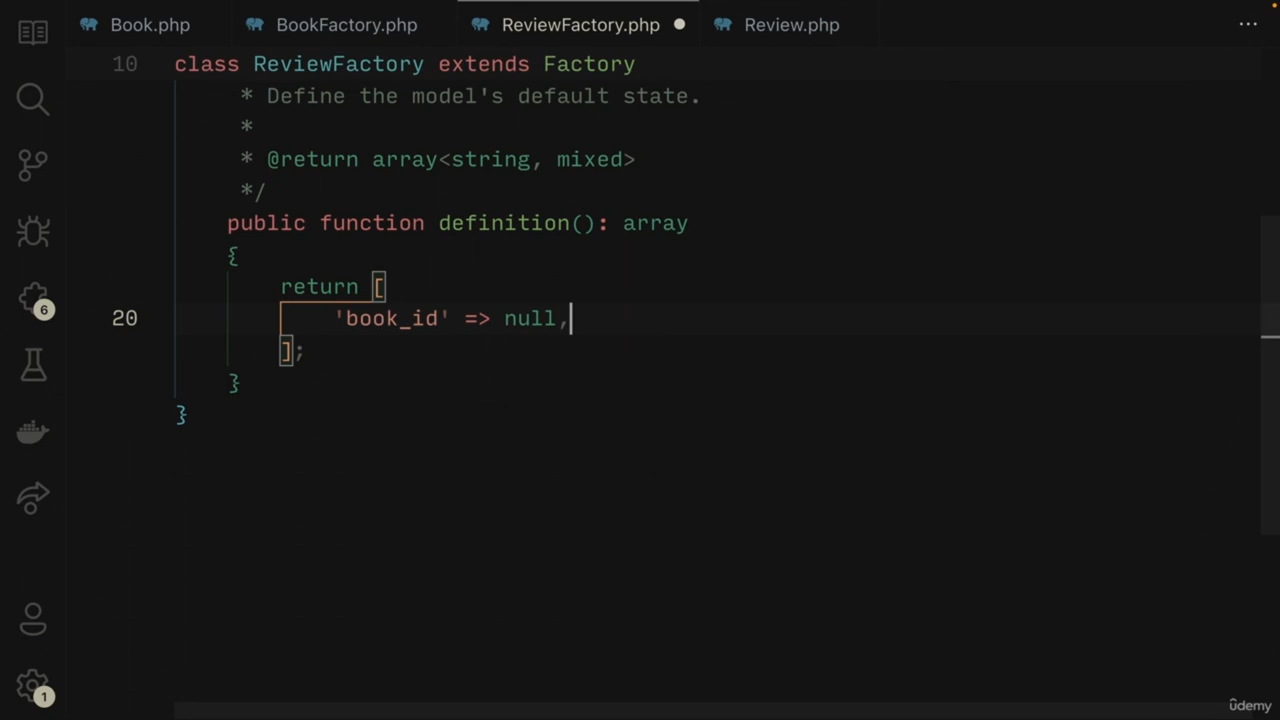 Book.php BookFactory.php ReviewFactory.php Review.php ...
10 class ReviewFactory extends Factory
* Define the model's default state.
*
* @return array<string, mixed>
*/
public function definition(): array
{
return [
20 'book_id' => null,
];
}
}
6
1
ûdemy